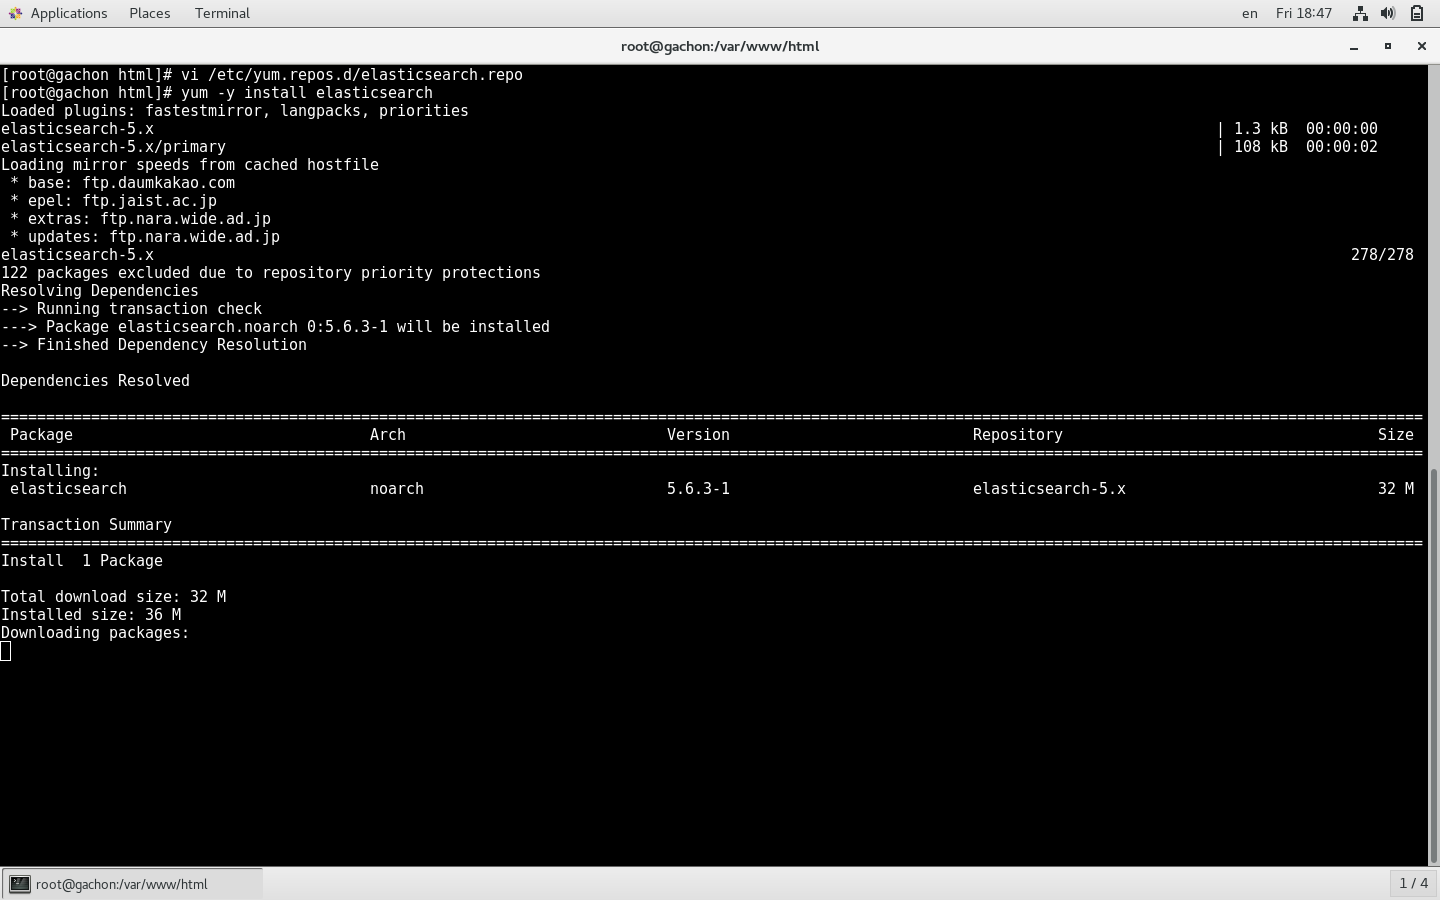 Applications Places Terminal en Fri 18:47
root@gachon:/var/www/html
[root@gachon html]# vi /etc/yum.repos.d/elasticsearch.repo
[root@gachon html]# yum -y install elasticsearch
Loaded plugins: fastestmirror, langpacks, priorities
elasticsearch-5.x | 1.3 kB 00:00:00
elasticsearch-5.x/primary | 108 kB 00:00:02
Loading mirror speeds from cached hostfile
 * base: ftp.daumkakao.com
 * epel: ftp.jaist.ac.jp
 * extras: ftp.nara.wide.ad.jp
 * updates: ftp.nara.wide.ad.jp
elasticsearch-5.x 278/278
122 packages excluded due to repository priority protections
Resolving Dependencies
--> Running transaction check
---> Package elasticsearch.noarch 0:5.6.3-1 will be installed
--> Finished Dependency Resolution
Dependencies Resolved
================================================================================
Package Arch Version Repository Size
================================================================================
Installing:
 elasticsearch noarch 5.6.3-1 elasticsearch-5.x 32 M
Transaction Summary
================================================================================
Install  1 Package
Total download size: 32 M
Installed size: 36 M
Downloading packages:
root@gachon:/var/www/html 1 / 4